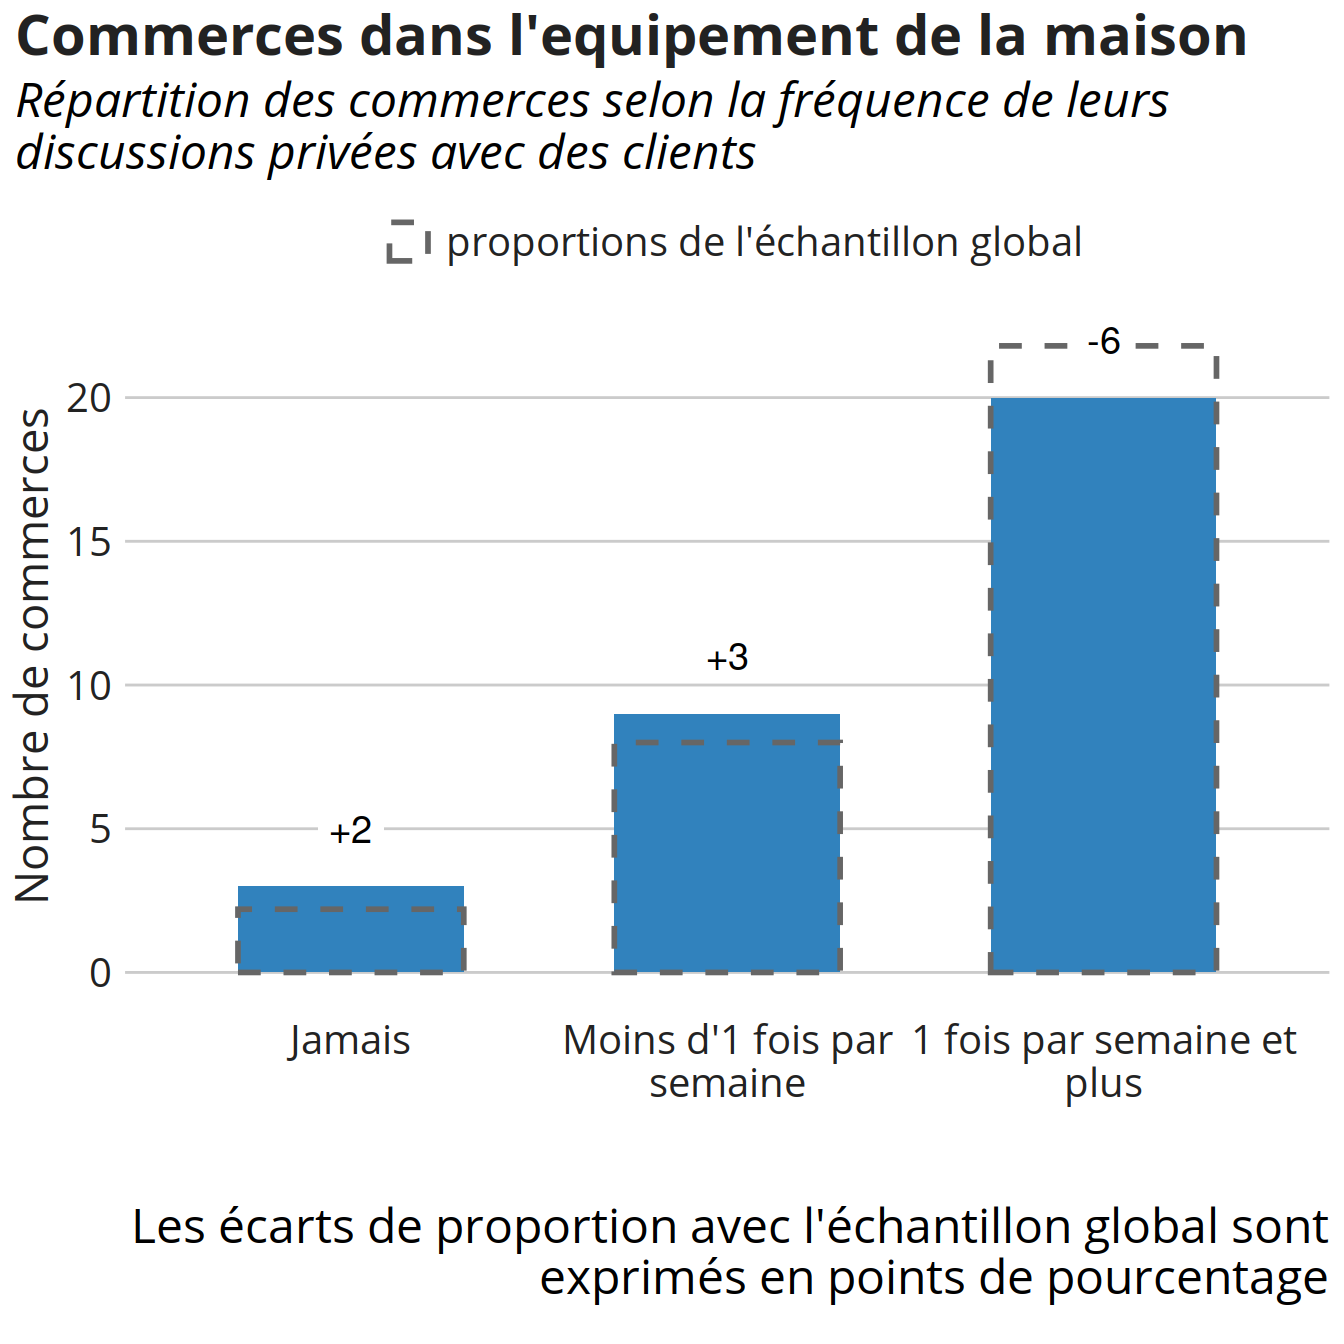 Commerces dans l'equipement de la maison
Répartition des commerces selon la fréquence de leurs
discussions privées avec des clients
proportions de l'échantillon global
Nombre de commerces
20
15
10
5
0
+2
+3
-6
Jamais
Moins d'1 fois par
semaine
1 fois par semaine et
plus
Les écarts de proportion avec l'échantillon global sont
exprimés en points de pourcentage